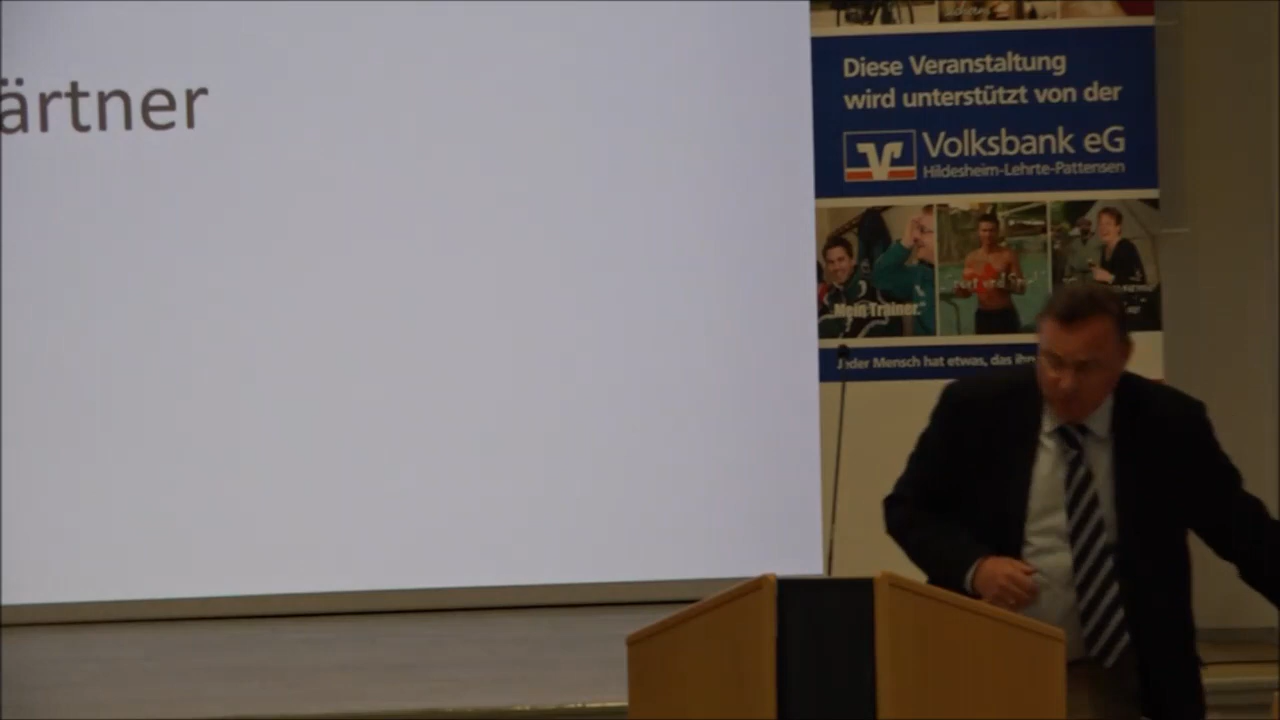 ärtner
Diese Veranstaltung
wird unterstützt von der
Volksbank eG
Hildesheim-Lehrte-Pattensen
Mein Trainer."
Jeder Mensch hat etwas, das ihn